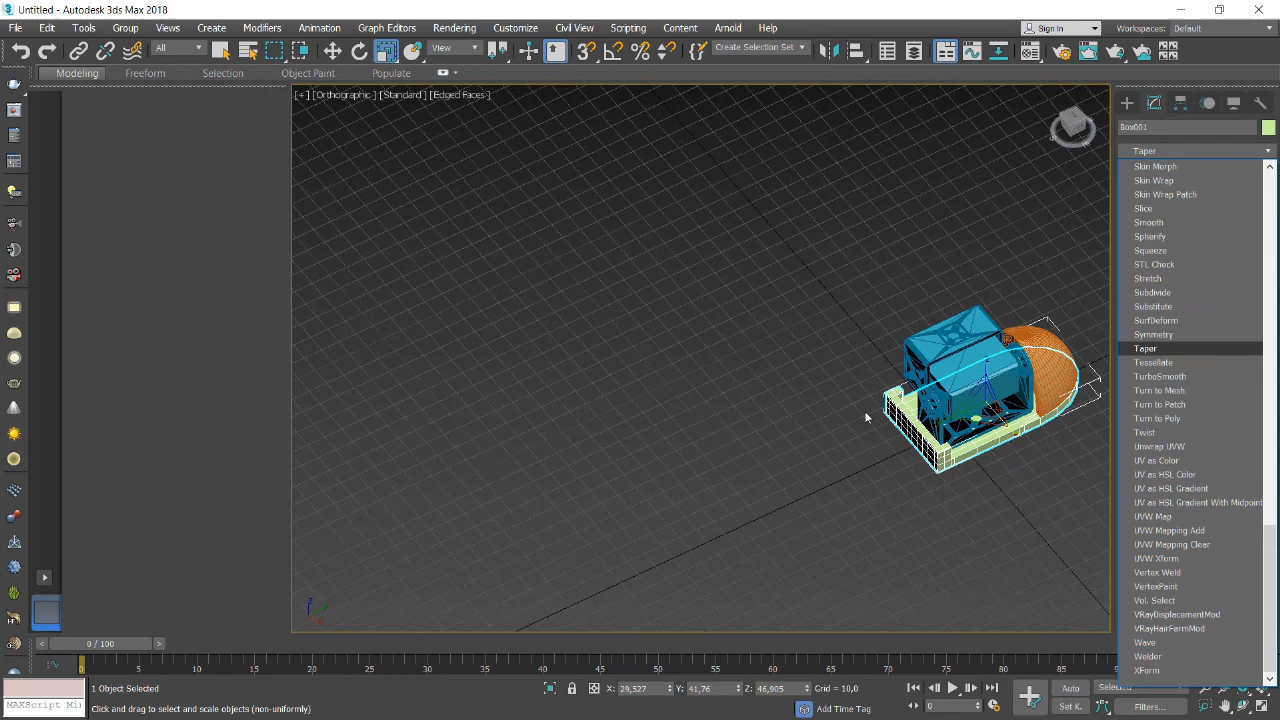 Untitled - Autodesk 3ds Max 2018
File Edit Tools Group Views Create Modifiers Animation Graph Editors Rendering Customize Civil View Scripting Content Arnold Help Sign In Workspaces: Default
All View Create Selection Set
Modeling Freeform Selection Object Paint Populate
[+] [Orthographic ] [Standard ] [Edged Faces ]
Box001
Taper
Skin Morph
Skin Wrap
Skin Wrap Patch
Slice
Smooth
Spherify
Squeeze
STL Check
Stretch
Subdivide
Substitute
SurfDeform
Symmetry
Taper
Tessellate
TurboSmooth
Turn to Mesh
Turn to Patch
Turn to Poly
Twist
Unwrap UVW
UV as Color
UV as HSL Color
UV as HSL Gradient
UV as HSL Gradient With Midpoint
UVW Map
UVW Mapping Add
UVW Mapping Clear
UVW Xform
Vertex Weld
VertexPaint
Vol. Select
VRayDisplacementMod
VRayHairFarmMod
Wave
Welder
XForm
z
0 / 100
0 5 10 15 20 25 30 35 40 45 50 55 60 65 70 75 80 85
1 Object Selected X: 29,527 Y: 41,76 Z: 46,905 Grid = 10,0 Auto Selected
MAXScript Mi Click and drag to select and scale objects (non-uniformly) Add Time Tag 0 Set K. Filters...